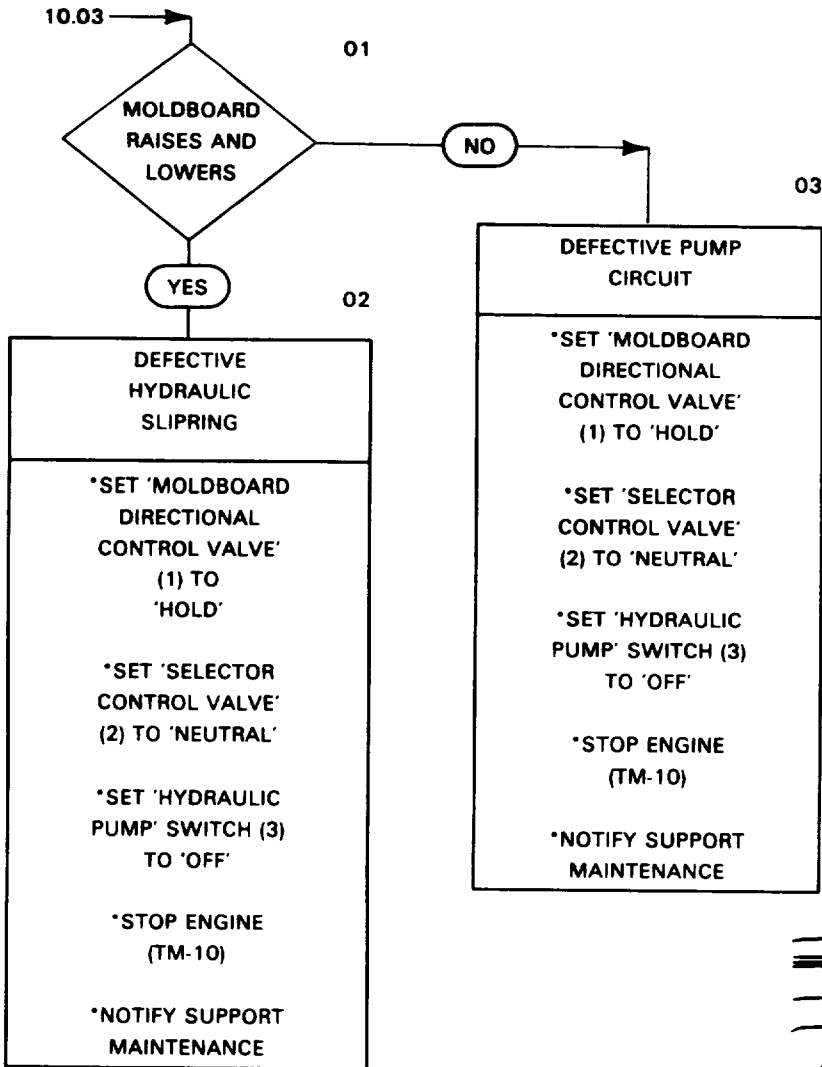 10.03
01
MOLDBOARD
RAISES AND
LOWERS
NO
YES
02
DEFECTIVE
HYDRAULIC
SLIPRING
*SET 'MOLDBOARD
DIRECTIONAL
CONTROL VALVE'
(1) TO
'HOLD'
*SET 'SELECTOR
CONTROL VALVE'
(2) TO 'NEUTRAL'
*SET 'HYDRAULIC
PUMP' SWITCH (3)
TO 'OFF'
*STOP ENGINE
(TM-10)
*NOTIFY SUPPORT
MAINTENANCE
03
DEFECTIVE PUMP
CIRCUIT
*SET 'MOLDBOARD
DIRECTIONAL
CONTROL VALVE'
(1) TO 'HOLD'
*SET 'SELECTOR
CONTROL VALVE'
(2) TO 'NEUTRAL'
*SET 'HYDRAULIC
PUMP' SWITCH (3)
TO 'OFF'
*STOP ENGINE
(TM-10)
*NOTIFY SUPPORT
MAINTENANCE